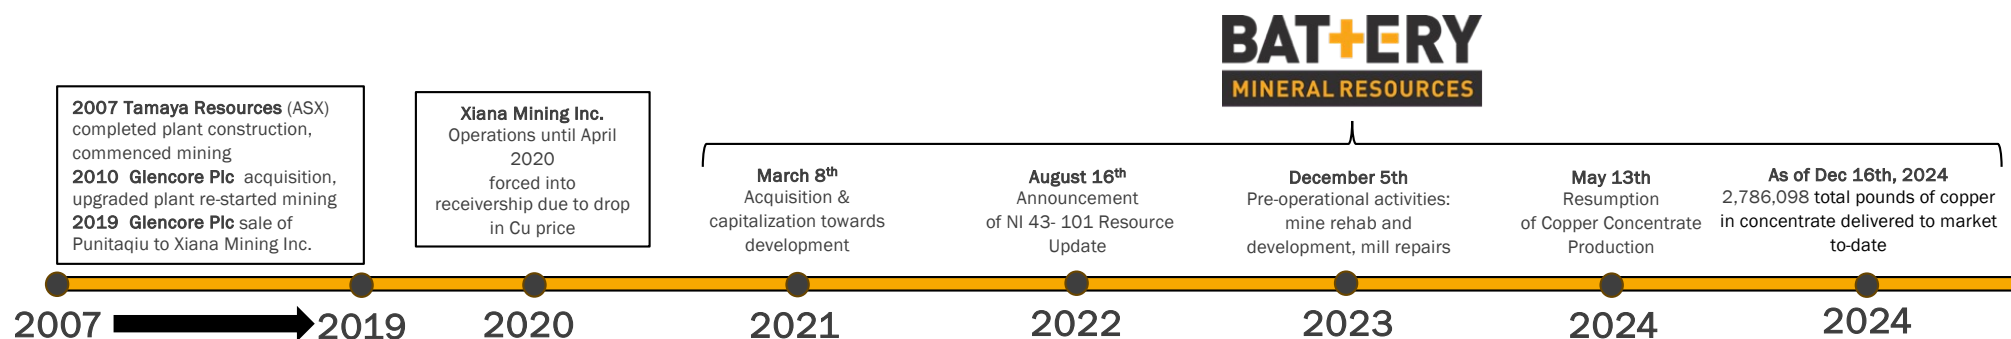 BAT+ERY
MINERAL RESOURCES
2007 Tamaya Resources (ASX)
completed plant construction,
commenced mining
2010 Glencore Plc acquisition,
upgraded plant re-started mining
2019 Glencore Plc sale of
Punitaqiu to Xiana Mining Inc.
Xiana Mining Inc.
Operations until April
2020
forced into
receivership due to drop
in Cu price
March 8th
Acquisition &
capitalization towards
development
August 16th
Announcement
of NI 43- 101 Resource
Update
December 5th
Pre-operational activities:
mine rehab and
development, mill repairs
May 13th
Resumption
of Copper Concentrate
Production
As of Dec 16th, 2024
2,786,098 total pounds of copper
in concentrate delivered to market
to-date
2007
2019
2020
2021
2022
2023
2024
2024